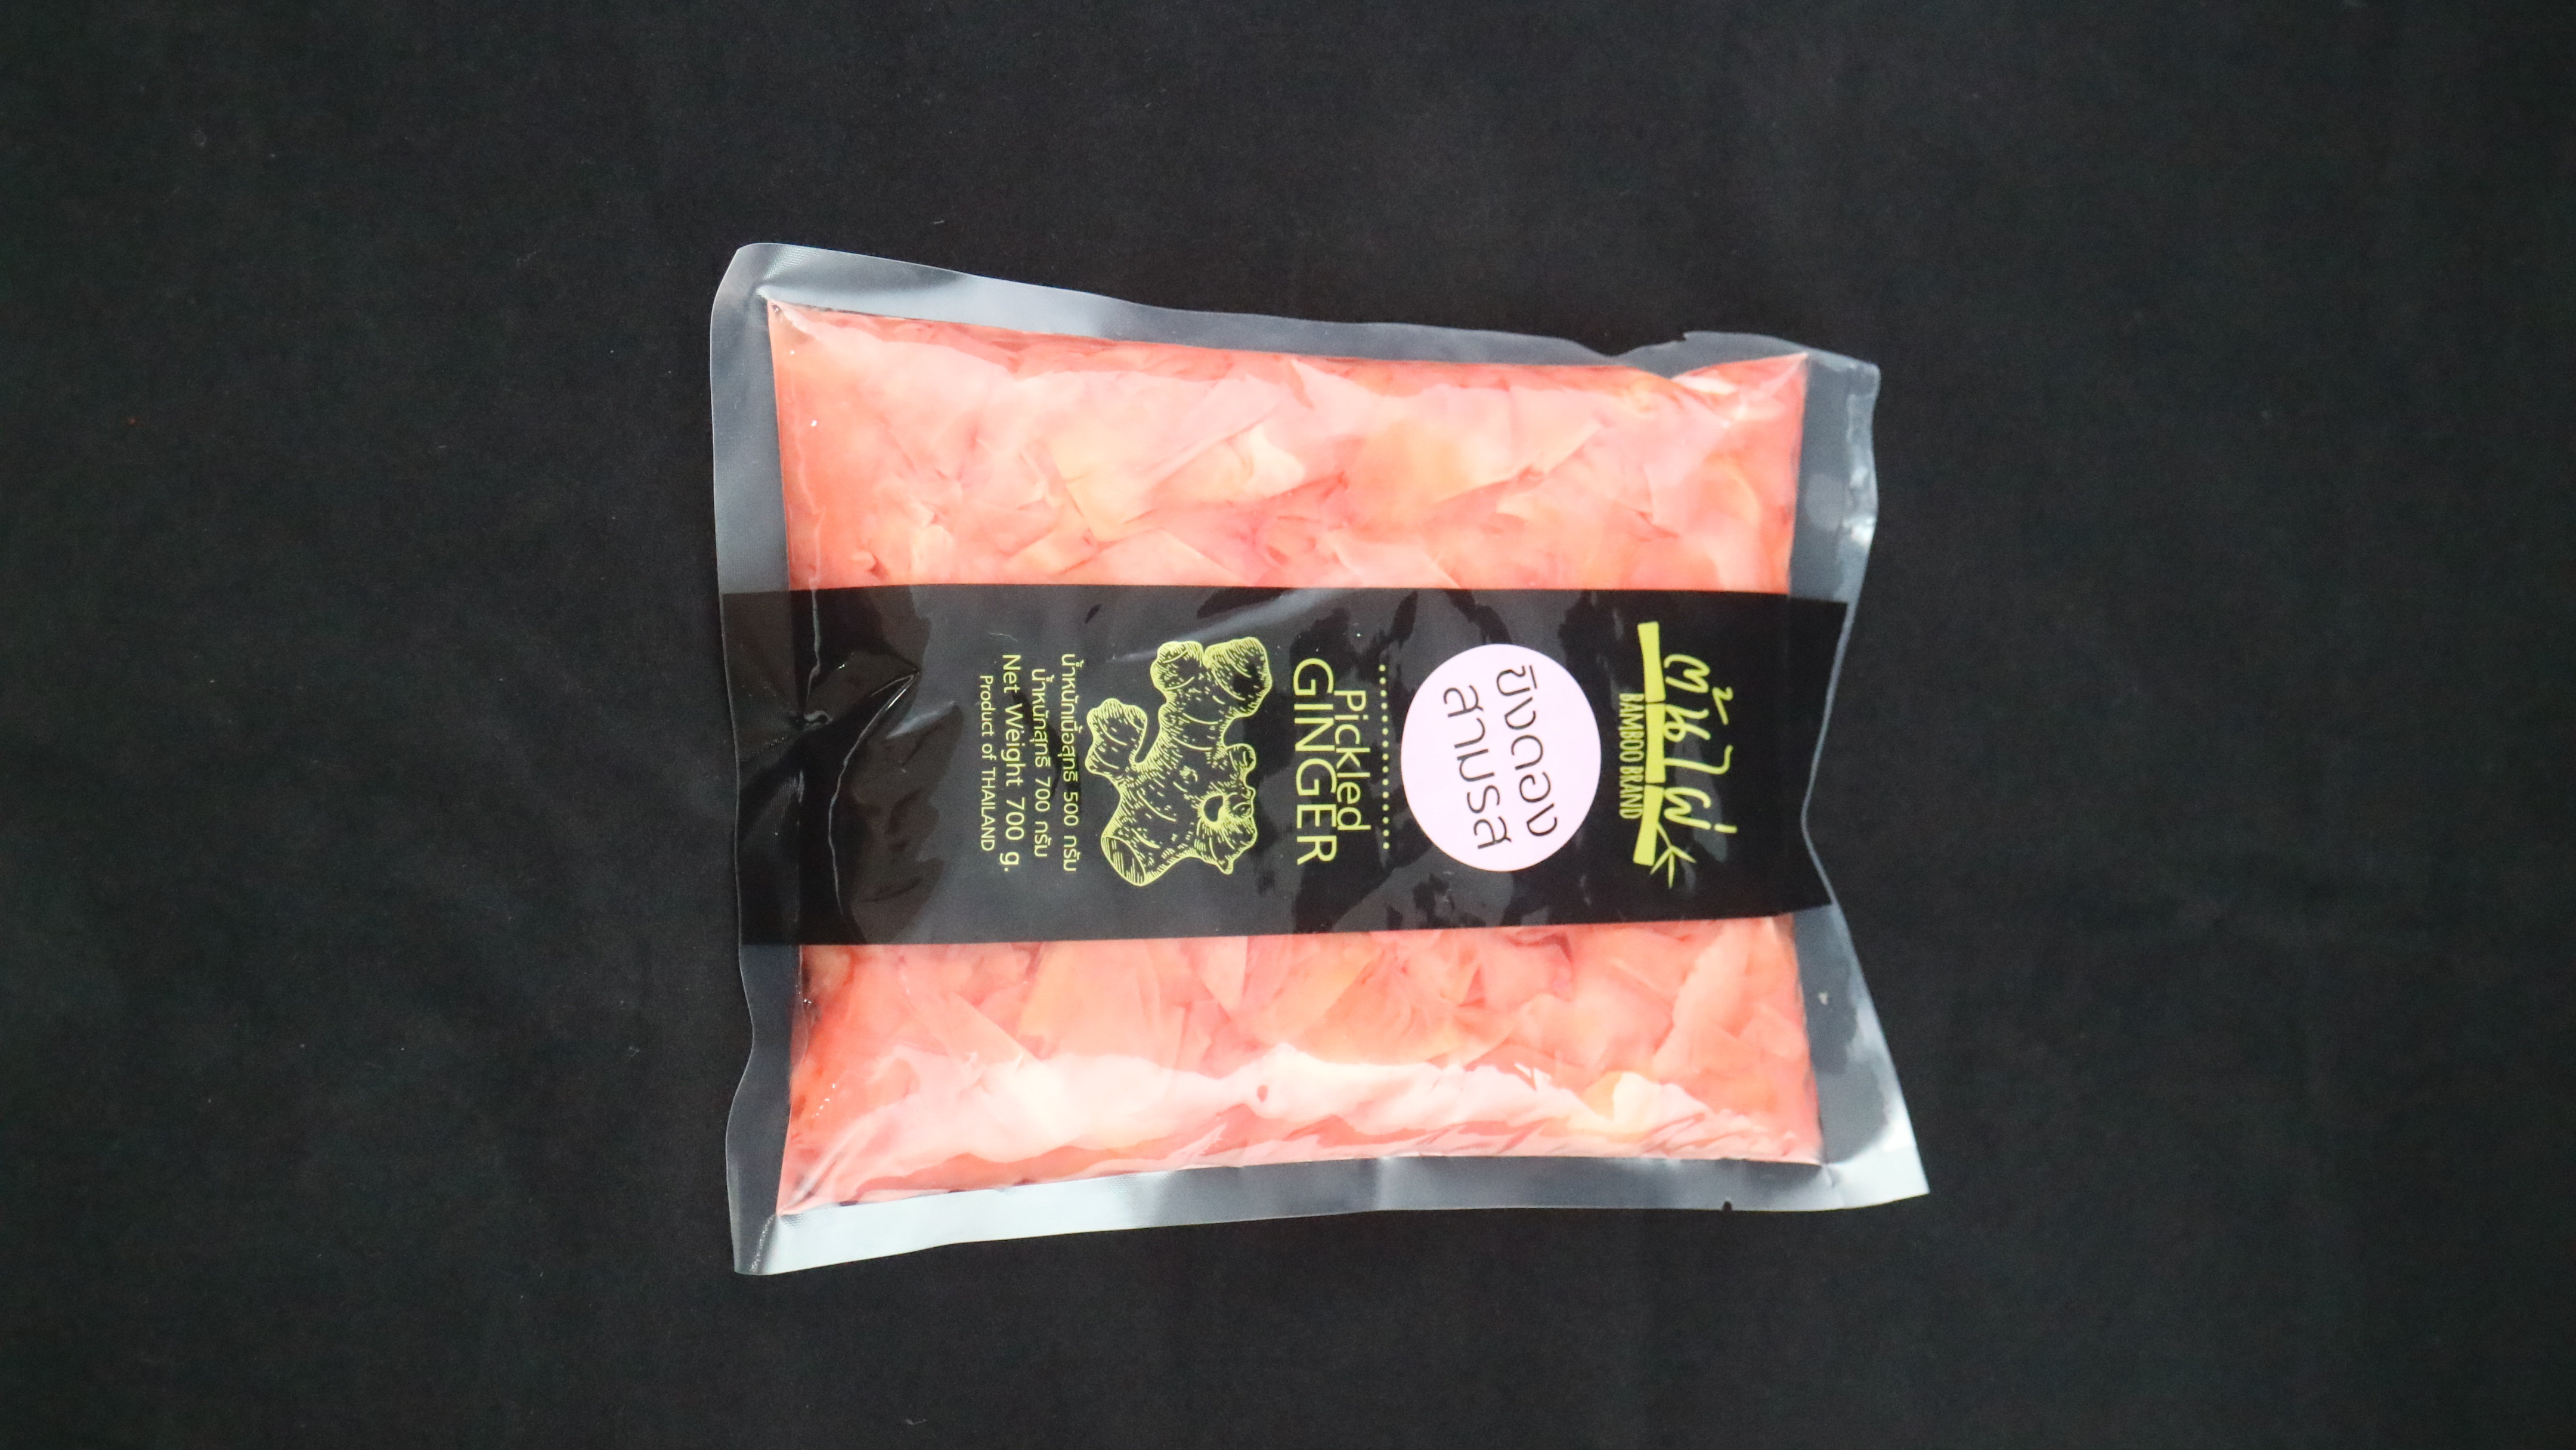 ต้นไผ่
BAMBOO BRAND
ขิงดอง
สามรส
Pickled
GINGER
น้ำหนักเนื้อสุทธิ 500 กรัม
น้ำหนักสุทธิ 700 กรัม
Net Weight 700 g.
Product of THAILAND